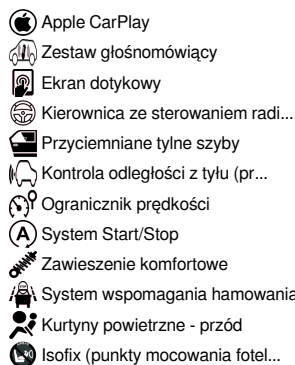 Apple CarPlay
Zestaw głośnomówiący
Ekran dotykowy
Kierownica ze sterowaniem radi...
Przyciemniane tylne szyby
Kontrola odległości z tyłu (pr...
Ogranicznik prędkości
A System Start/Stop
Zawieszenie komfortowe
System wspomagania hamowania
Kurtyny powietrzne - przód
Isofix (punkty mocowania fotel...